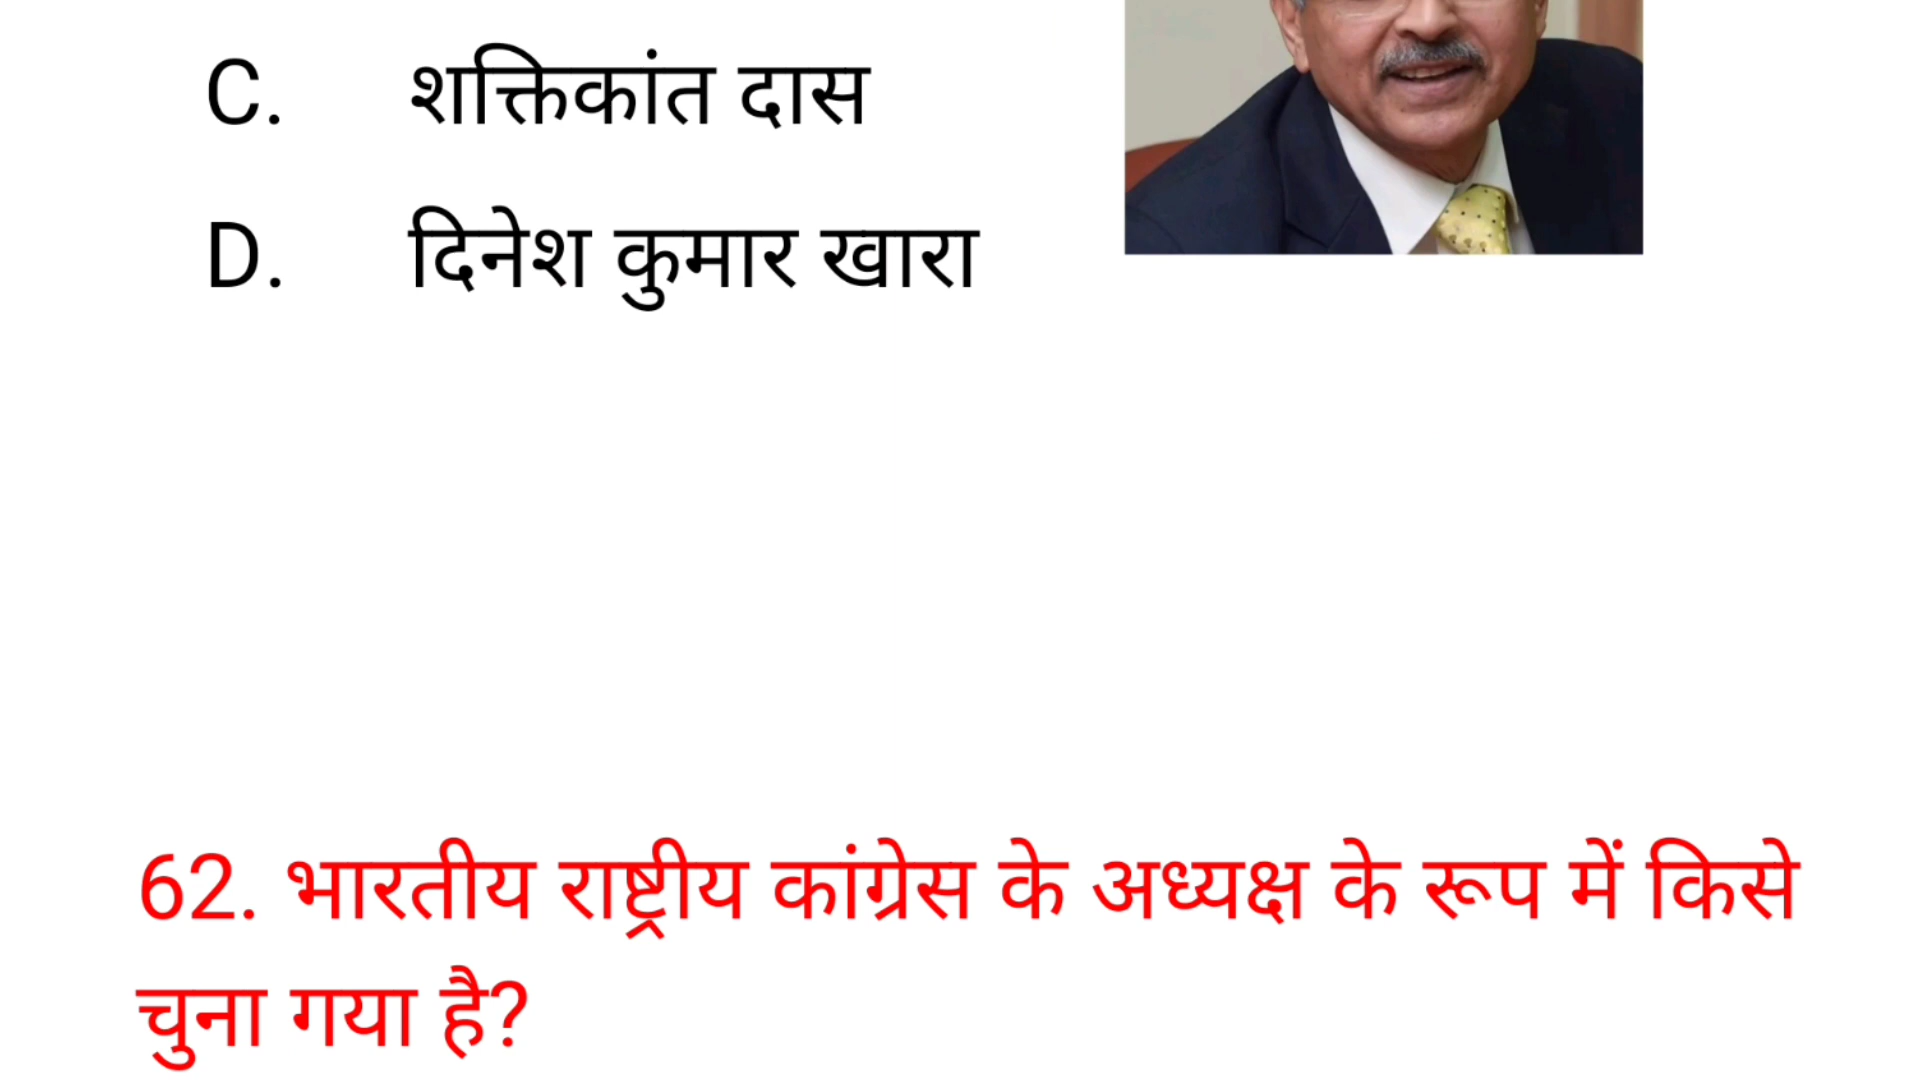 C. शक्तिकांत दास
D. दिनेश कुमार खारा
62. भारतीय राष्ट्रीय कांग्रेस के अध्यक्ष के रूप में किसे
चुना गया है?